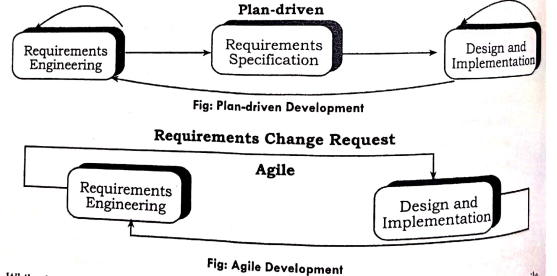 Plan-driven
Requirements
Engineering
Requirements
Specification
Design and
Implementation
Fig: Plan-driven Development
Requirements Change Request
Agile
Requirements
Engineering
Design and
Implementation
Fig: Agile Development